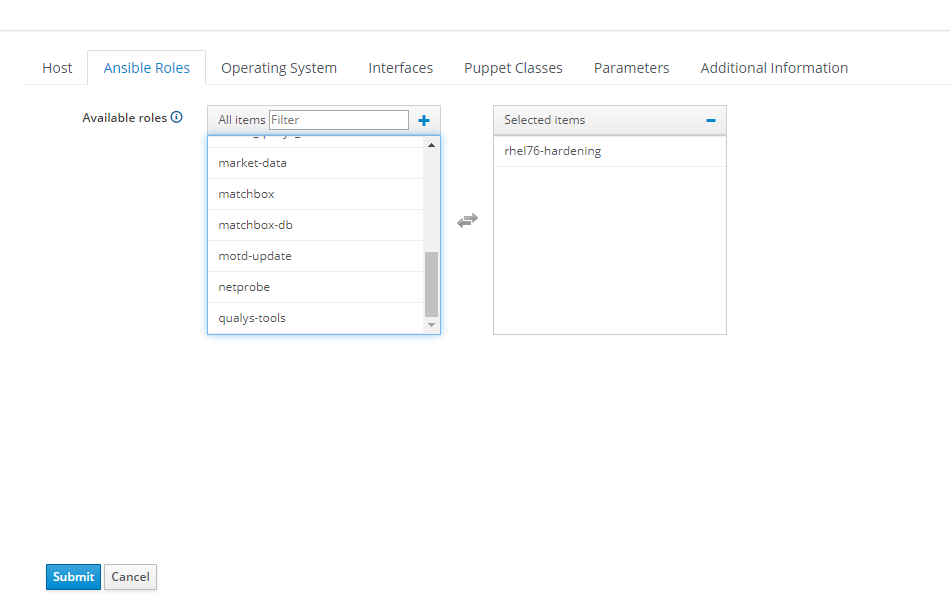 Host Ansible Roles Operating System Interfaces Puppet Classes Parameters Additional Information
Available roles
All items Filter
market-data
matchbox
matchbox-db
motd-update
netprobe
qualys-tools
Selected items
rhel76-hardening
Submit Cancel